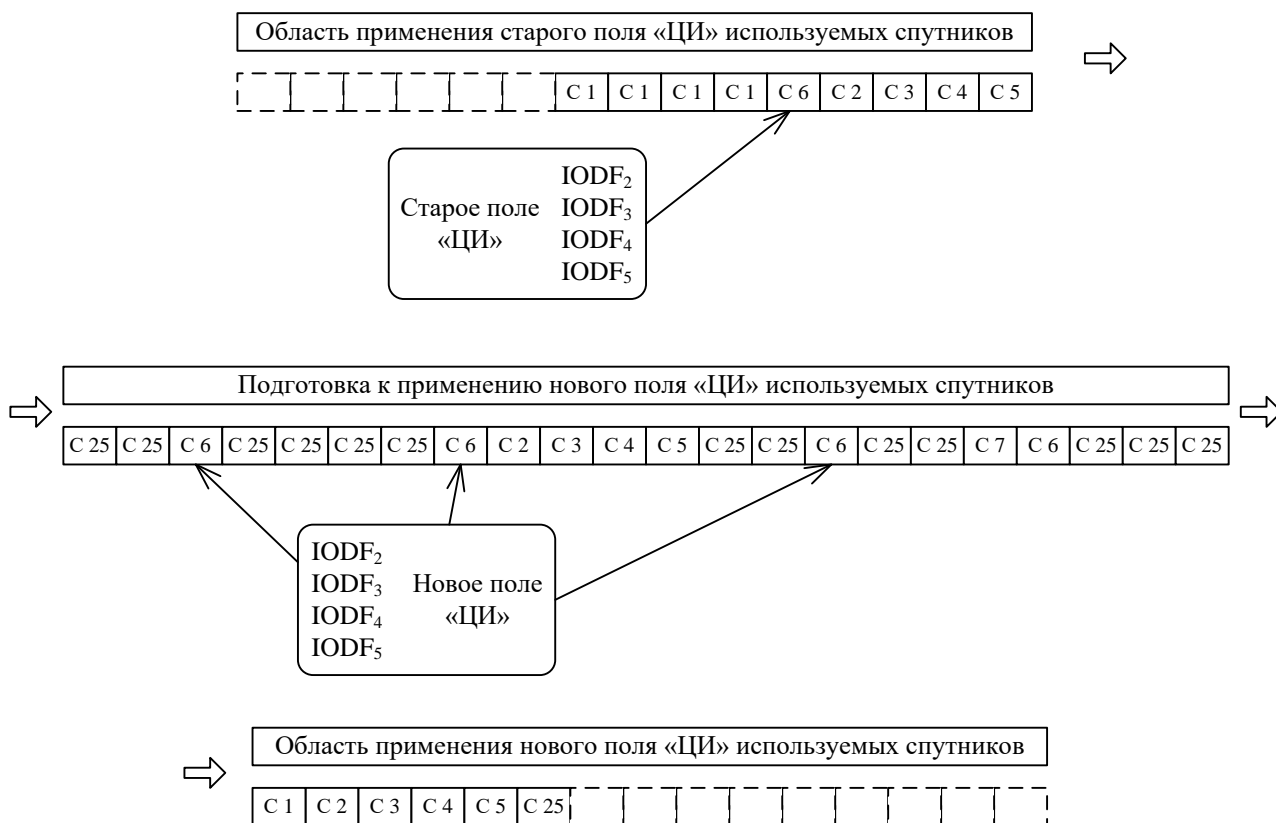 Область применения старого поля «ЦИ» используемых спутников
С 1 С 1 С 1 С 1 С 6 С 2 С 3 С 4 С 5
Старое поле
«ЦИ»
IODF₂
IODF₃
IODF₄
IODF₅
Подготовка к применению нового поля «ЦИ» используемых спутников
С 25 С 25 С 6 С 25 С 25 С 25 С 25 С 6 С 2 С 3 С 4 С 5 С 25 С 25 С 6 С 25 С 25 С 7 С 6 С 25 С 25 С 25
IODF₂
IODF₃
IODF₄
IODF₅
Новое поле
«ЦИ»
Область применения нового поля «ЦИ» используемых спутников
С 1 С 2 С 3 С 4 С 5 С 25